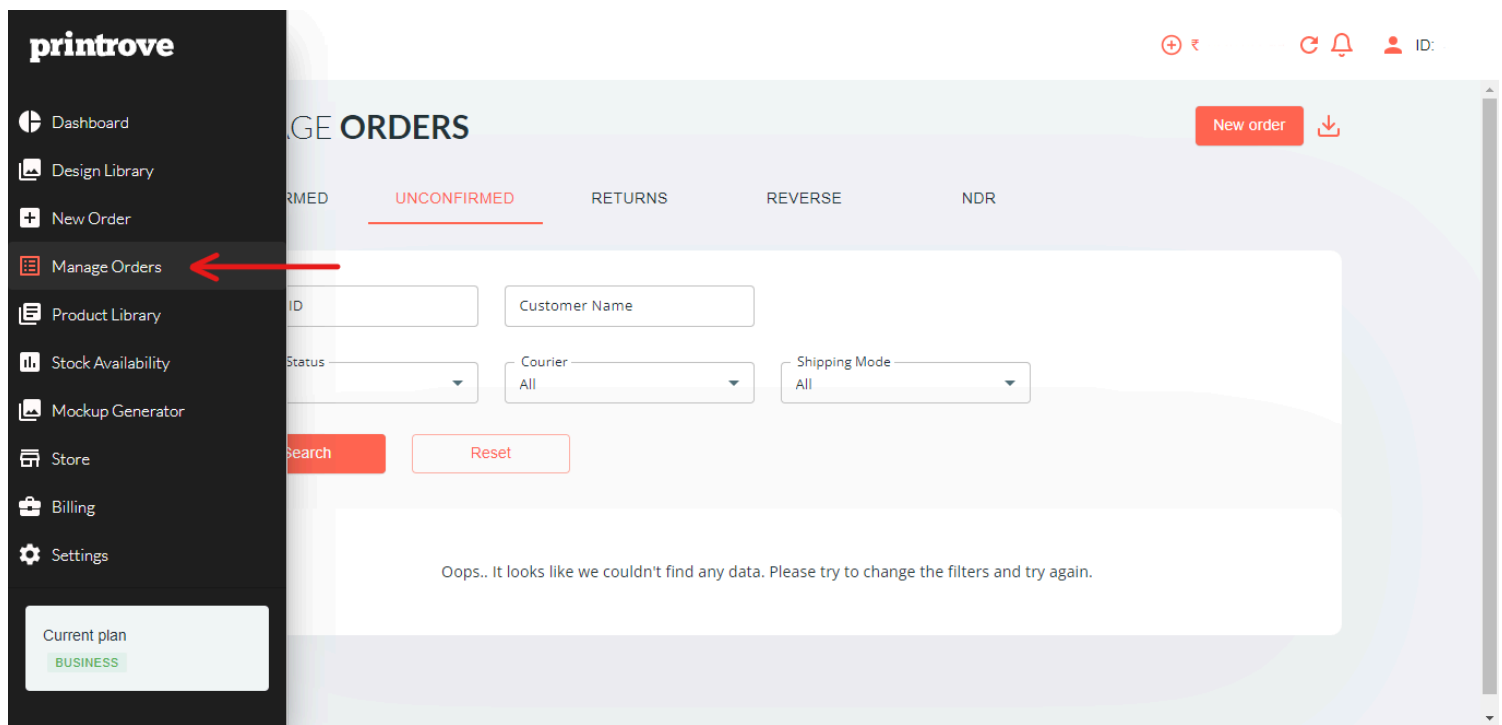 printrove
₹
ID:
Dashboard
Design Library
New Order
Manage Orders
Product Library
Stock Availability
Mockup Generator
Store
Billing
Settings
Current plan
BUSINESS
AGE ORDERS
New order
RMED UNCONFIRMED RETURNS REVERSE NDR
ID
Customer Name
Status
Courier
All
Shipping Mode
All
Search
Reset
Oops.. It looks like we couldn't find any data. Please try to change the filters and try again.